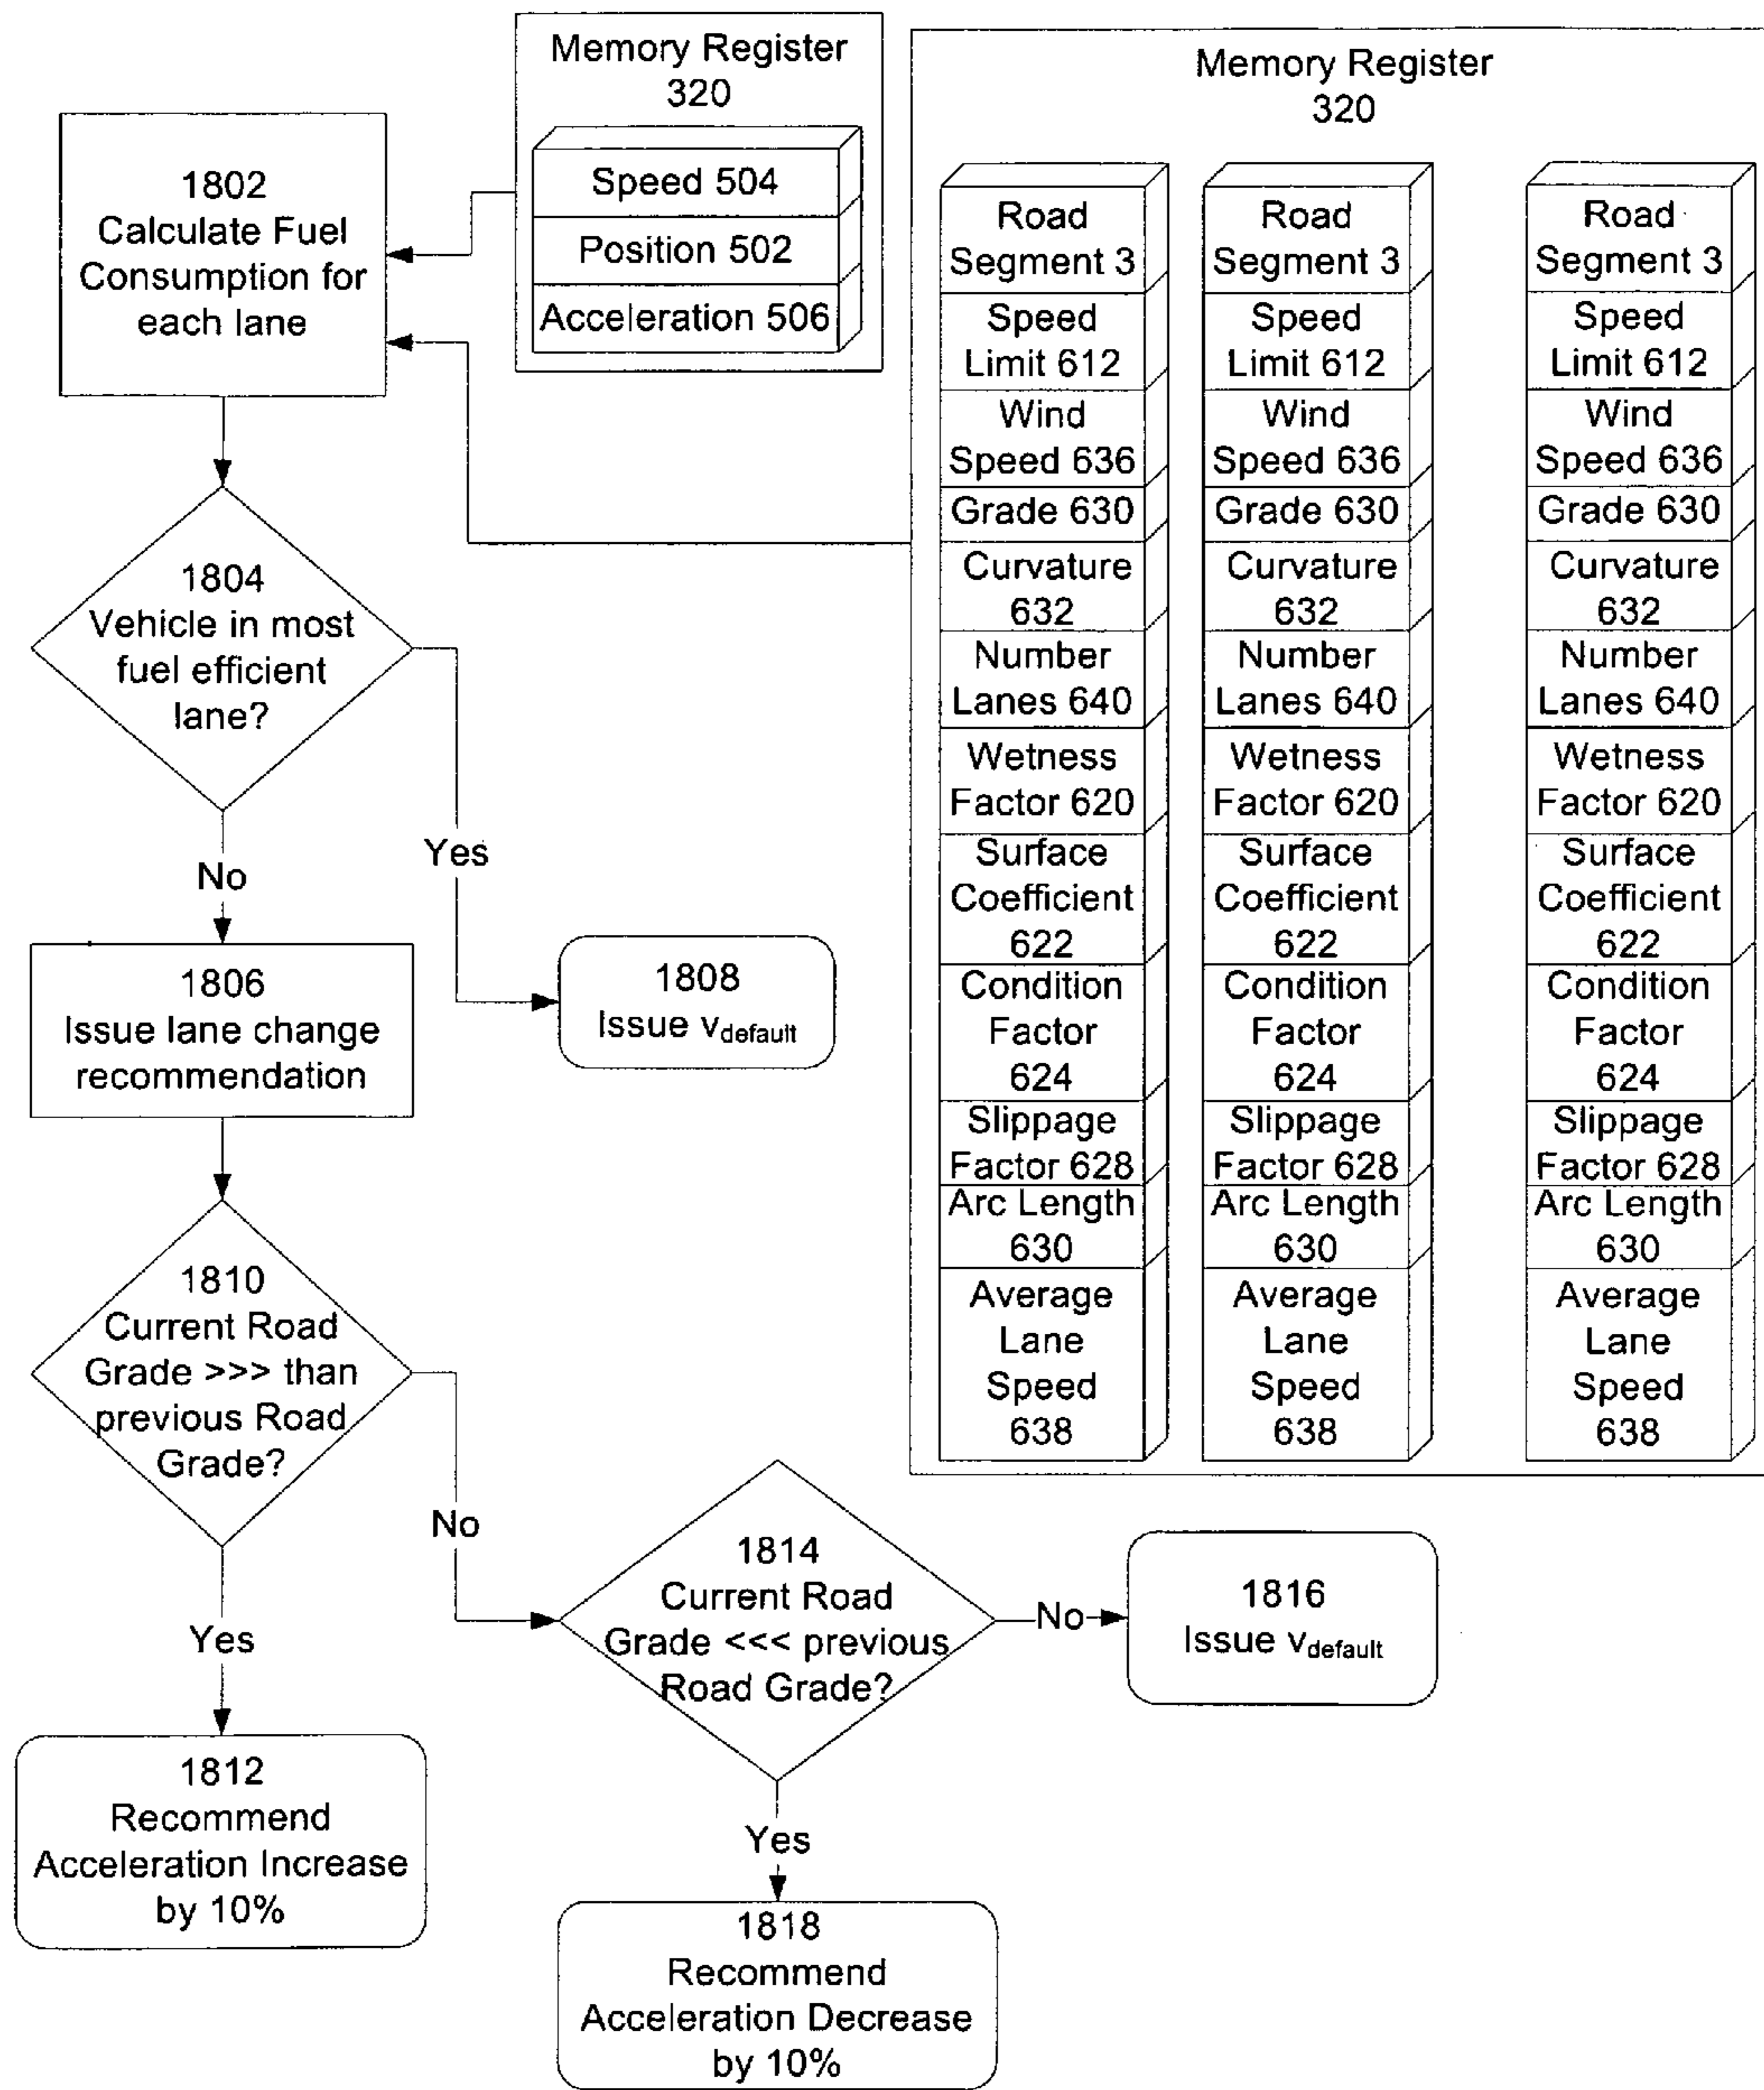 Memory Register
320
Speed 504
Position 502
Acceleration 506
Memory Register
320
Road
Segment 3
Speed
Limit 612
Wind
Speed 636
Grade 630
Curvature
632
Number
Lanes 640
Wetness
Factor 620
Surface
Coefficient
622
Condition
Factor
624
Slippage
Factor 628
Arc Length
630
Average
Lane
Speed
638
Road
Segment 3
Speed
Limit 612
Wind
Speed 636
Grade 630
Curvature
632
Number
Lanes 640
Wetness
Factor 620
Surface
Coefficient
622
Condition
Factor
624
Slippage
Factor 628
Arc Length
630
Average
Lane
Speed
638
Road
Segment 3
Speed
Limit 612
Wind
Speed 636
Grade 630
Curvature
632
Number
Lanes 640
Wetness
Factor 620
Surface
Coefficient
622
Condition
Factor
624
Slippage
Factor 628
Arc Length
630
Average
Lane
Speed
638
1802
Calculate Fuel
Consumption for
each lane
1804
Vehicle in most
fuel efficient
lane?
No
Yes
1806
Issue lane change
recommendation
1808
Issue vdefault
1810
Current Road
Grade >>> than
previous Road
Grade?
No
Yes
1814
Current Road
Grade <<< previous
Road Grade?
No
1816
Issue vdefault
Yes
1812
Recommend
Acceleration Increase
by 10%
1818
Recommend
Acceleration Decrease
by 10%